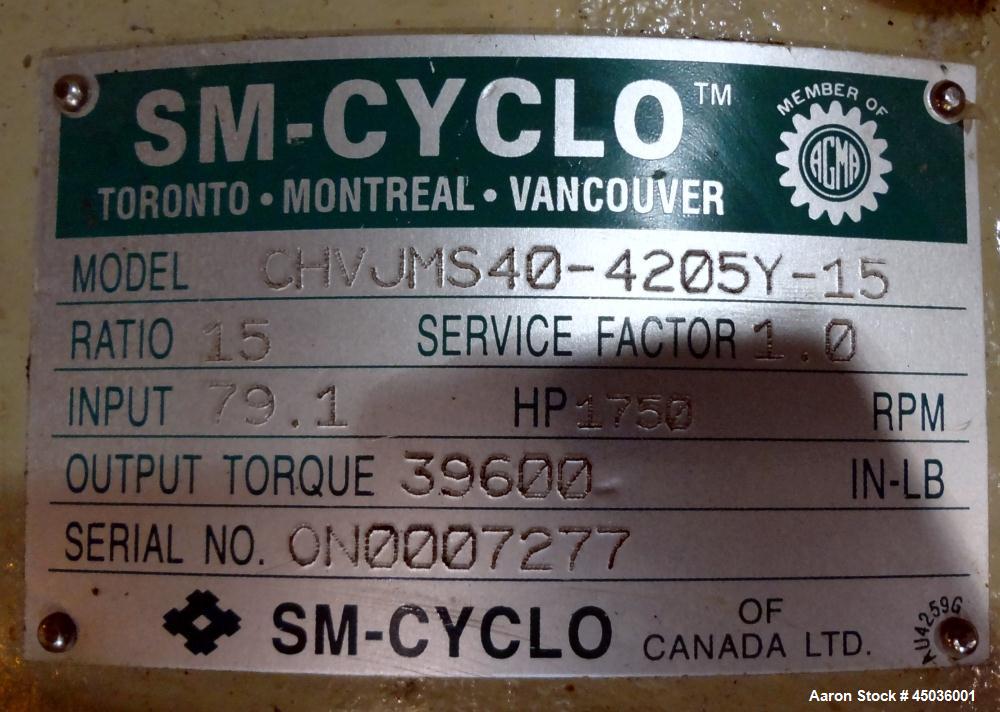 SM-CYCLO™
MEMBER OF
AGMA
TORONTO • MONTREAL • VANCOUVER
MODEL CHVJMS40-4205Y-15
RATIO 15 SERVICE FACTOR 1.0
INPUT 79.1 HP 1750 RPM
OUTPUT TORQUE 39600 IN-LB
SERIAL NO. 0N0007277
SM-CYCLO OF CANADA LTD.
AU4259G
Aaron Stock # 45036001